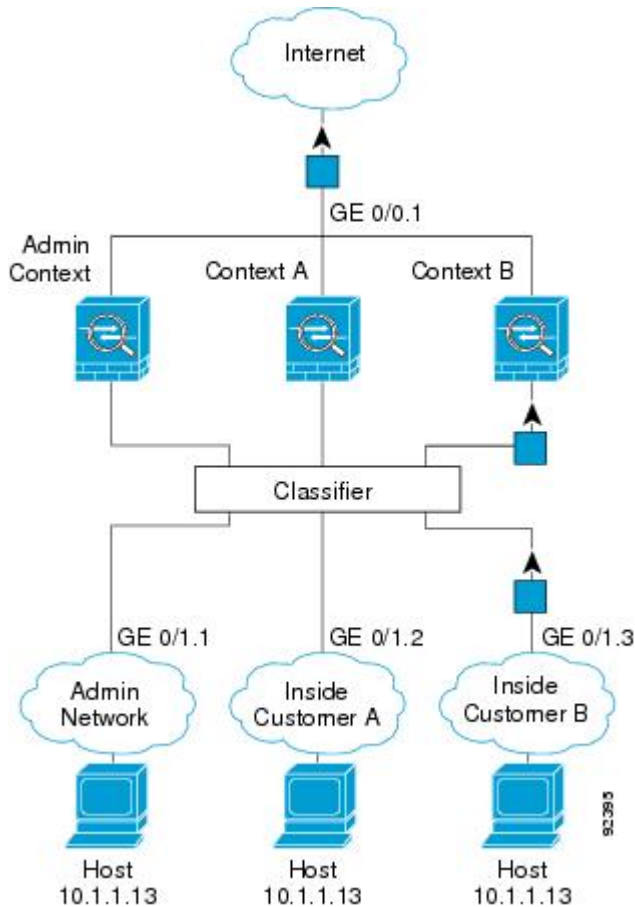 Internet
GE 0/0.1
Admin
Context
Context A
Context B
Classifier
GE 0/1.1
GE 0/1.2
GE 0/1.3
Admin
Network
Inside
Customer A
Inside
Customer B
92395
Host
10.1.1.13
Host
10.1.1.13
Host
10.1.1.13